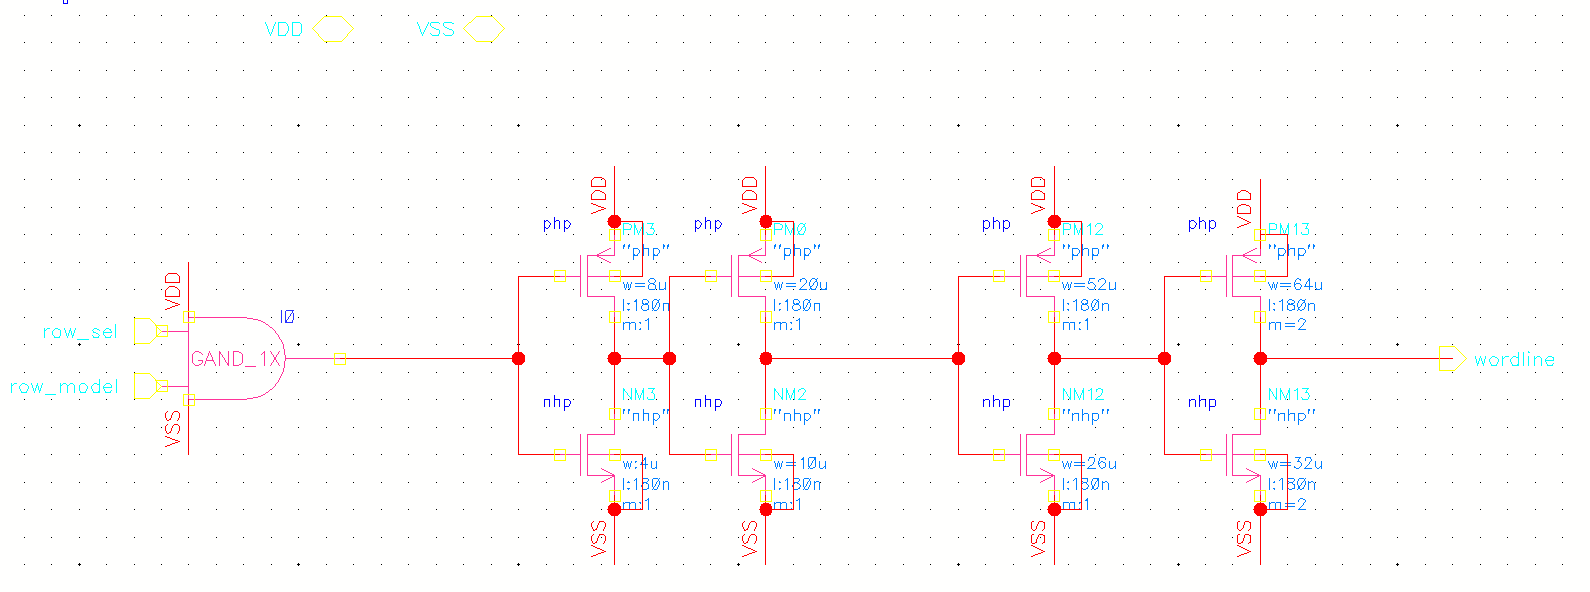 VDD
VSS
VDD
VDD
VDD
VDD
php
php
php
php
PM3
PM0
PM12
PM13
"php"
"php"
"php"
"php"
w=8u
w=20u
w=52u
w=64u
l:180n
l:180n
l:180n
l:180n
m:1
m:1
m:1
m=2
VDD
I0
row_sel
GAND_1X
wordline
row_model
VSS
nhp
nhp
nhp
nhp
NM3
NM2
NM12
NM13
"nhp"
"nhp"
"nhp"
"nhp"
w:4u
w=10u
w=26u
w=32u
l:180n
l:180n
l:180n
l:180n
m:1
m:1
m:1
m=2
VSS
VSS
VSS
VSS